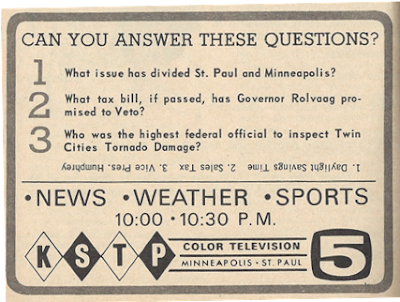 CAN YOU ANSWER THESE QUESTIONS?
1 What issue has divided St. Paul and Minneapolis?
2 What tax bill, if passed, has Governor Rolvaag pro-
mised to Veto?
3 Who was the highest federal official to inspect Twin
Cities Tornado Damage?
1. Daylight Savings Time 2. Sales Tax 3. Vice Pres. Humphrey
•NEWS •WEATHER •SPORTS
10:00 • 10:30 P.M.
KSTP
COLOR TELEVISION
MINNEAPOLIS • ST. PAUL
5